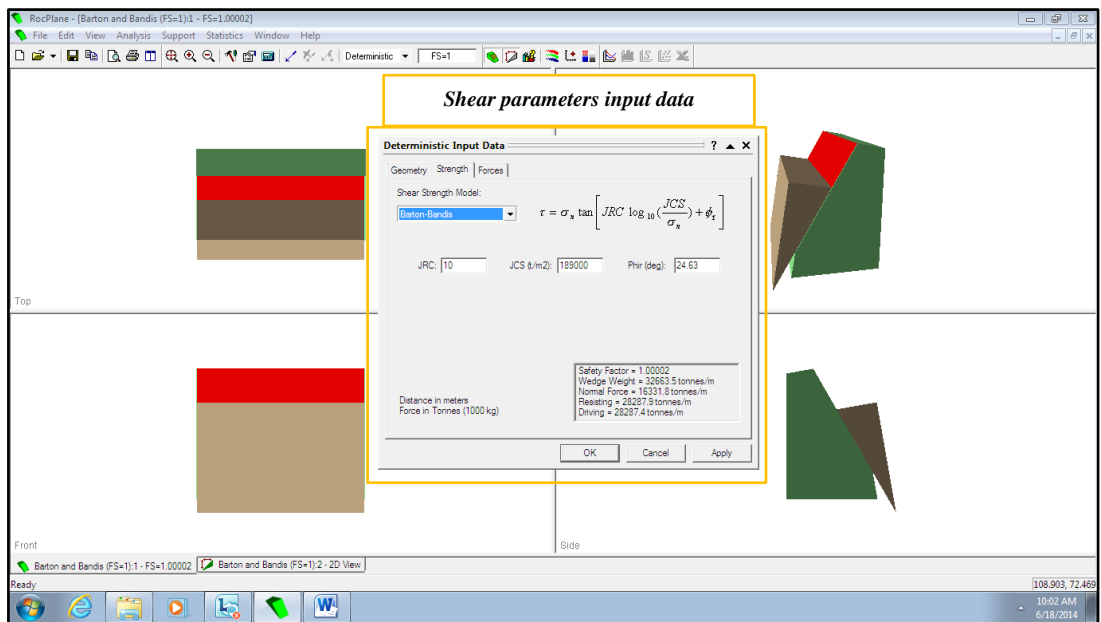 RocPlane - [Barton and Bandis (FS=1):1 - FS=1.00002]
File Edit View Analysis Support Statistics Window Help
Deterministic FS=1
Shear parameters input data
Deterministic Input Data ? X
Geometry Strength Forces
Shear Strength Model:
Barton-Bandis
τ = σn tan[ JRC log10(JCS/σn) + ϕr ]
JRC: 10 JCS (t/m2): 189000 Phir (deg): 24.63
Top
Safety Factor = 1.00002
Wedge Weight = 32663.5 tonnes/m
Normal Force = 16331.8 tonnes/m
Resisting = 28287.9 tonnes/m
Driving = 28287.4 tonnes/m
Distance in meters
Force in Tonnes (1000 kg)
OK Cancel Apply
Front Side
Barton and Bandis (FS=1):1 - FS=1.00002 Barton and Bandis (FS=1):2 - 2D View
Ready 108.903, 72.469
10:02 AM
6/18/2014